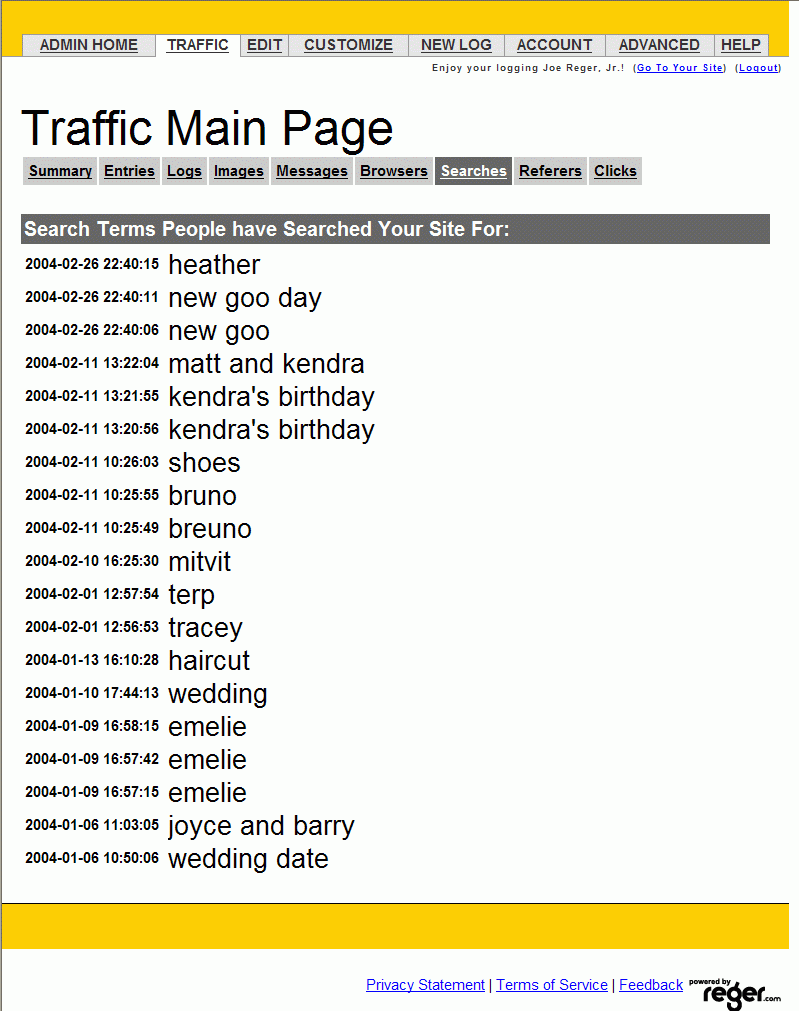 ADMIN HOME TRAFFIC EDIT CUSTOMIZE NEW LOG ACCOUNT ADVANCED HELP
Enjoy your logging Joe Reger, Jr.! (Go To Your Site) (Logout)
Traffic Main Page
Summary Entries Logs Images Messages Browsers Searches Referers Clicks
Search Terms People have Searched Your Site For:
2004-02-26 22:40:15 heather
2004-02-26 22:40:11 new goo day
2004-02-26 22:40:06 new goo
2004-02-11 13:22:04 matt and kendra
2004-02-11 13:21:55 kendra's birthday
2004-02-11 13:20:56 kendra's birthday
2004-02-11 10:26:03 shoes
2004-02-11 10:25:55 bruno
2004-02-11 10:25:49 breuno
2004-02-10 16:25:30 mitvit
2004-02-01 12:57:54 terp
2004-02-01 12:56:53 tracey
2004-01-13 16:10:28 haircut
2004-01-10 17:44:13 wedding
2004-01-09 16:58:15 emelie
2004-01-09 16:57:42 emelie
2004-01-09 16:57:15 emelie
2004-01-06 11:03:05 joyce and barry
2004-01-06 10:50:06 wedding date
Privacy Statement | Terms of Service | Feedback powered by
reger.com